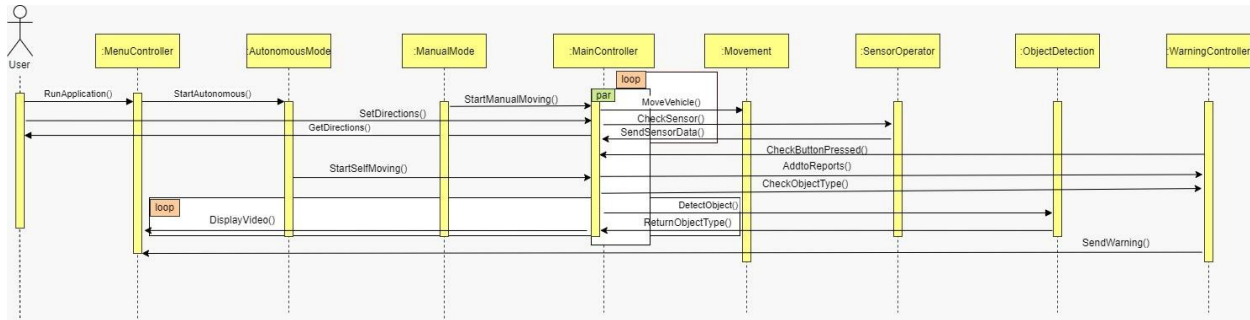 :MenuController
:AutonomousMode
:ManualMode
:MainController
:Movement
:SensorOperator
:ObjectDetection
:WarningController
User
loop
par
RunApplication()
StartAutonomous()
StartManualMoving()
MoveVehicle()
SetDirections()
CheckSensor()
GetDirections()
SendSensorData()
CheckButtonPressed()
StartSelfMoving()
AddtoReports()
CheckObjectType()
loop
DetectObject()
DisplayVideo()
ReturnObjectType()
SendWarning()